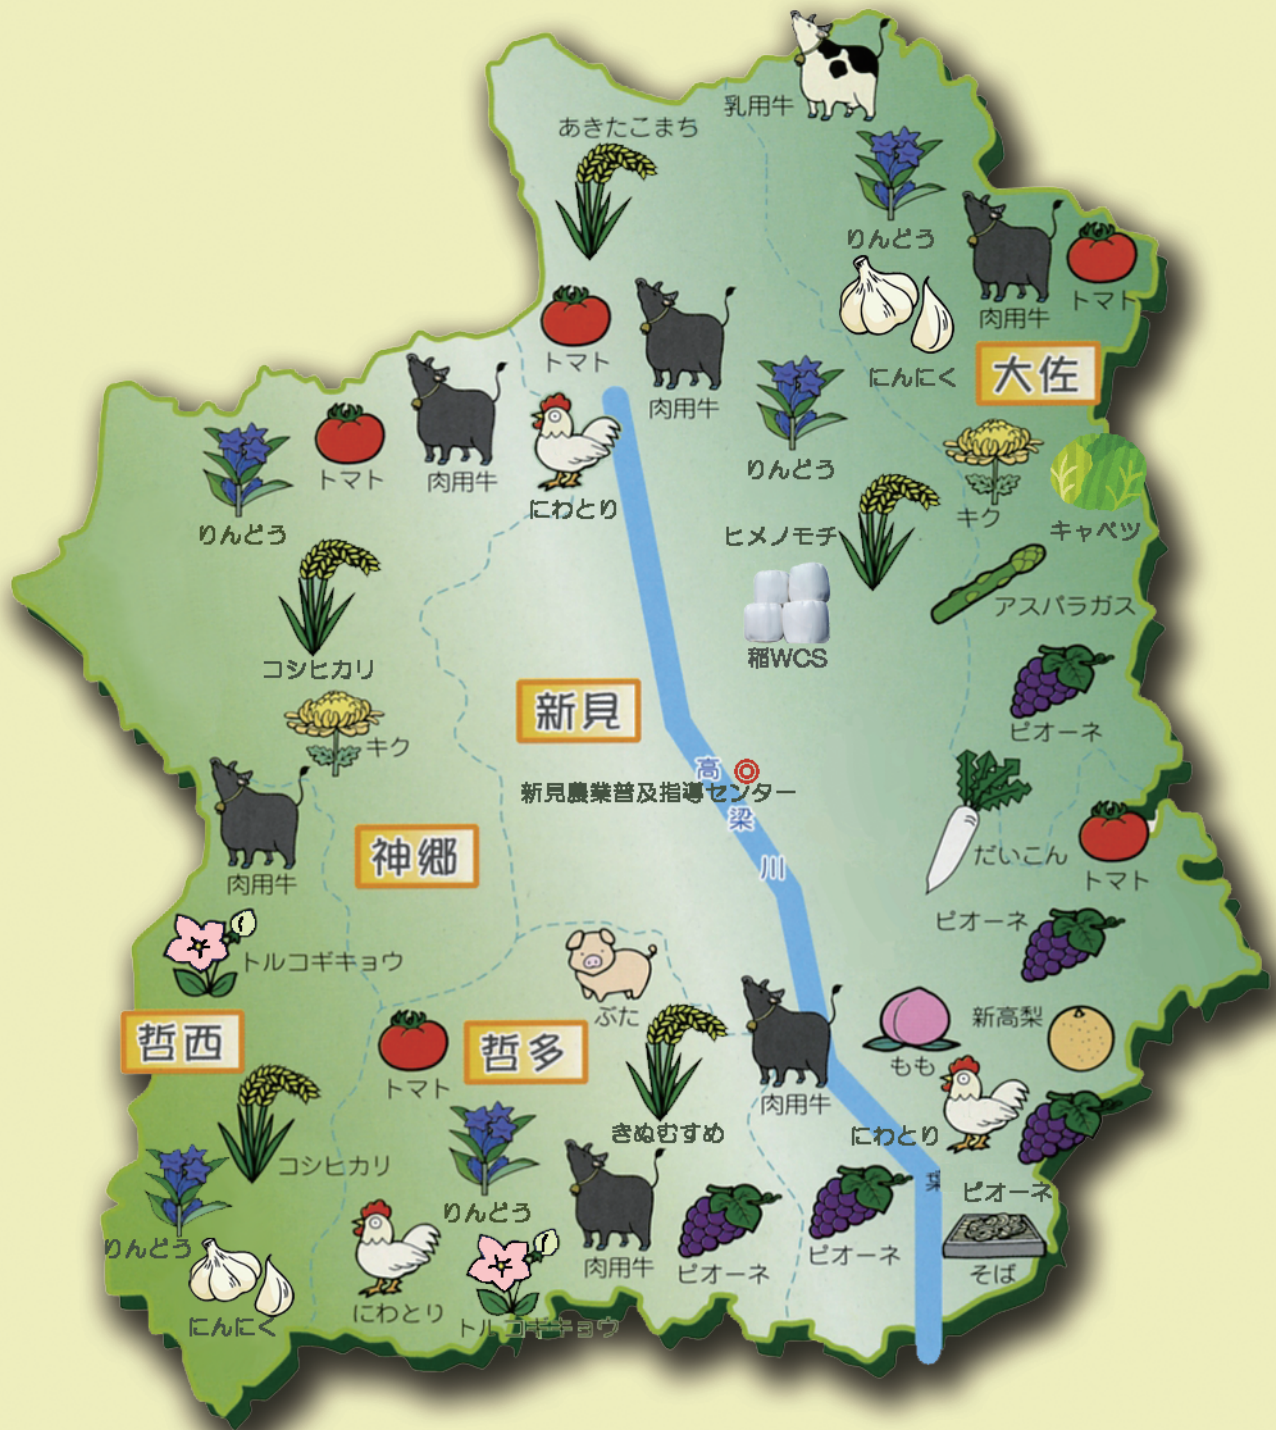 乳用牛
あきたこまち
りんどう
肉用牛
トマト
トマト
肉用牛
にんにく
大佐
りんどう
トマト
肉用牛
にわとり
りんどう
キク
キャベツ
ヒメノモチ
アスパラガス
稲WCS
コシヒカリ
新見
ピオーネ
キク
高梁川
新見農業普及指導センター
神郷
だいこん
トマト
肉用牛
ピオーネ
トルコギキョウ
ぶた
新高梨
哲西
哲多
もも
トマト
肉用牛
きぬむすめ
にわとり
コシヒカリ
ピオーネ
りんどう
りんどう
ピオーネ
肉用牛
ピオーネ
そば
にんにく
にわとり
トルコギキョウ